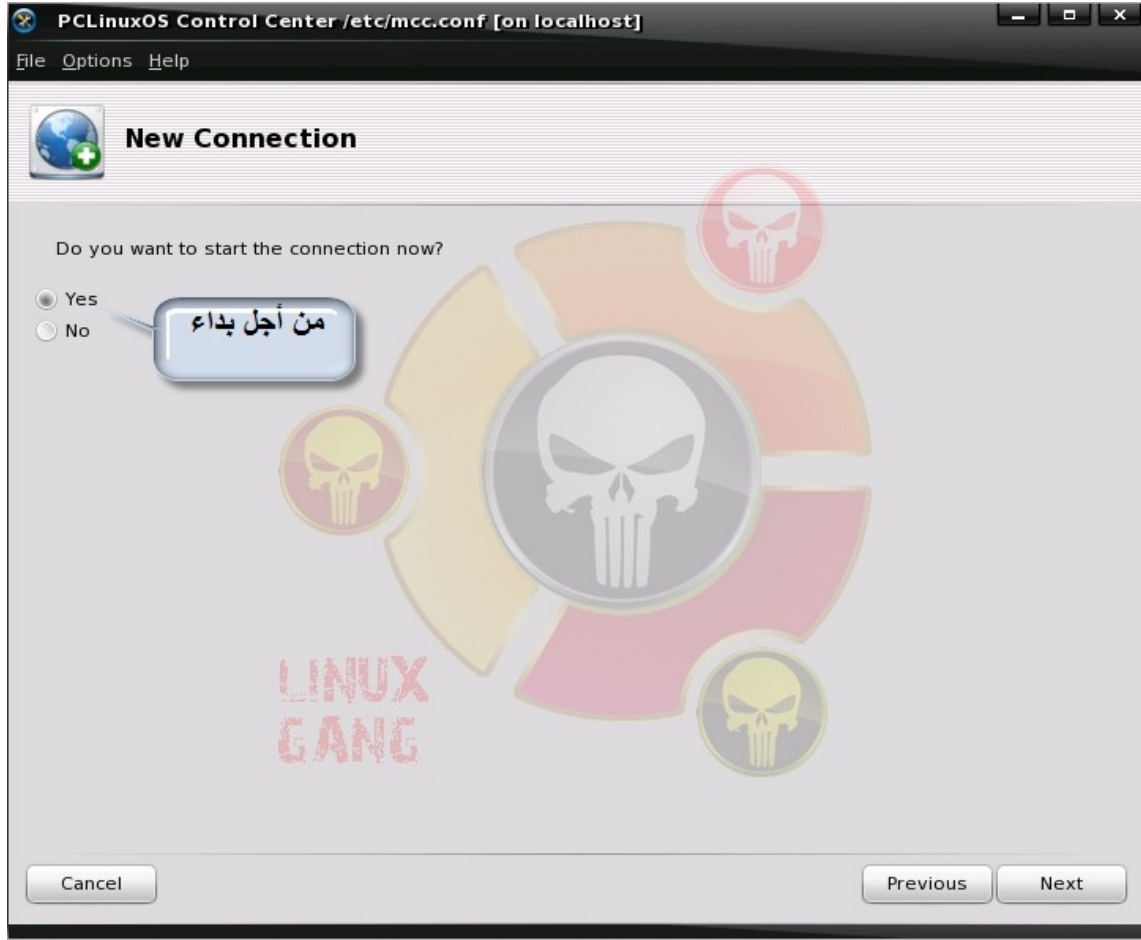 PCLinuxOS Control Center /etc/mcc.conf [on localhost]
File Options Help
New Connection
Do you want to start the connection now?
Yes
No
من أجل بداء
LINUX
GANG
Cancel
Previous
Next